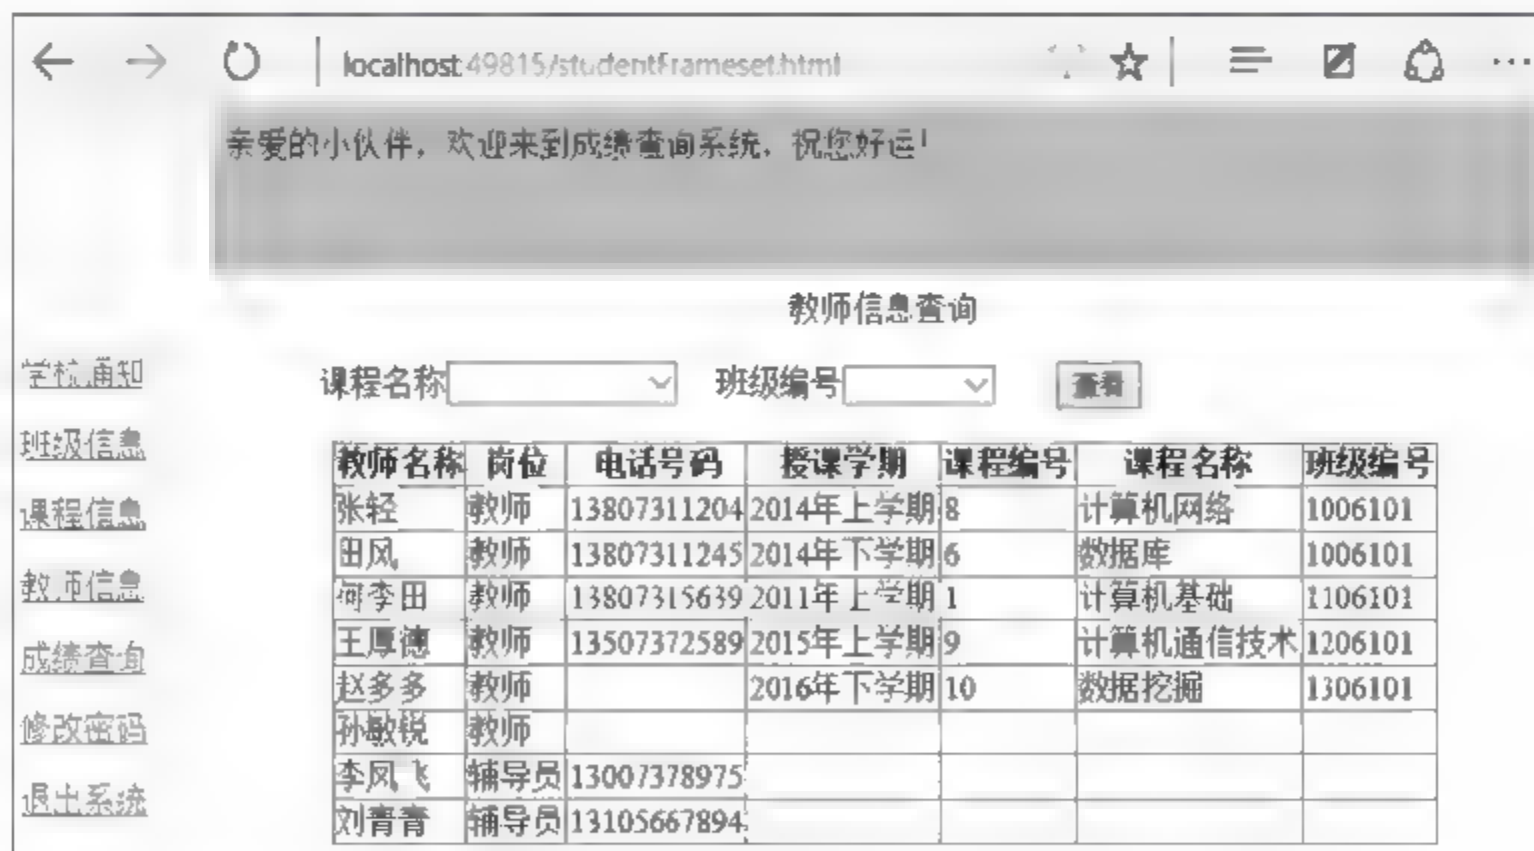 localhost:49815/studentFrameset.html
亲爱的小伙伴，欢迎来到成绩查询系统，祝您好运！
教师信息查询
学校通知
课程名称 班级编号 查看
班级信息
课程信息
教师信息
成绩查询
修改密码
退出系统
教师名称 岗位 电话号码 授课学期 课程编号 课程名称 班级编号
张轻 教师 13807311204 2014年上学期 8 计算机网络 1006101
田风 教师 13807311245 2014年下学期 6 数据库 1006101
何李田 教师 13807315639 2011年上学期 1 计算机基础 1106101
王厚德 教师 13507372589 2015年上学期 9 计算机通信技术 1206101
赵多多 教师 2016年下学期 10 数据挖掘 1306101
孙敏锐 教师
李凤飞 辅导员 13007378975
刘青青 辅导员 13105667894